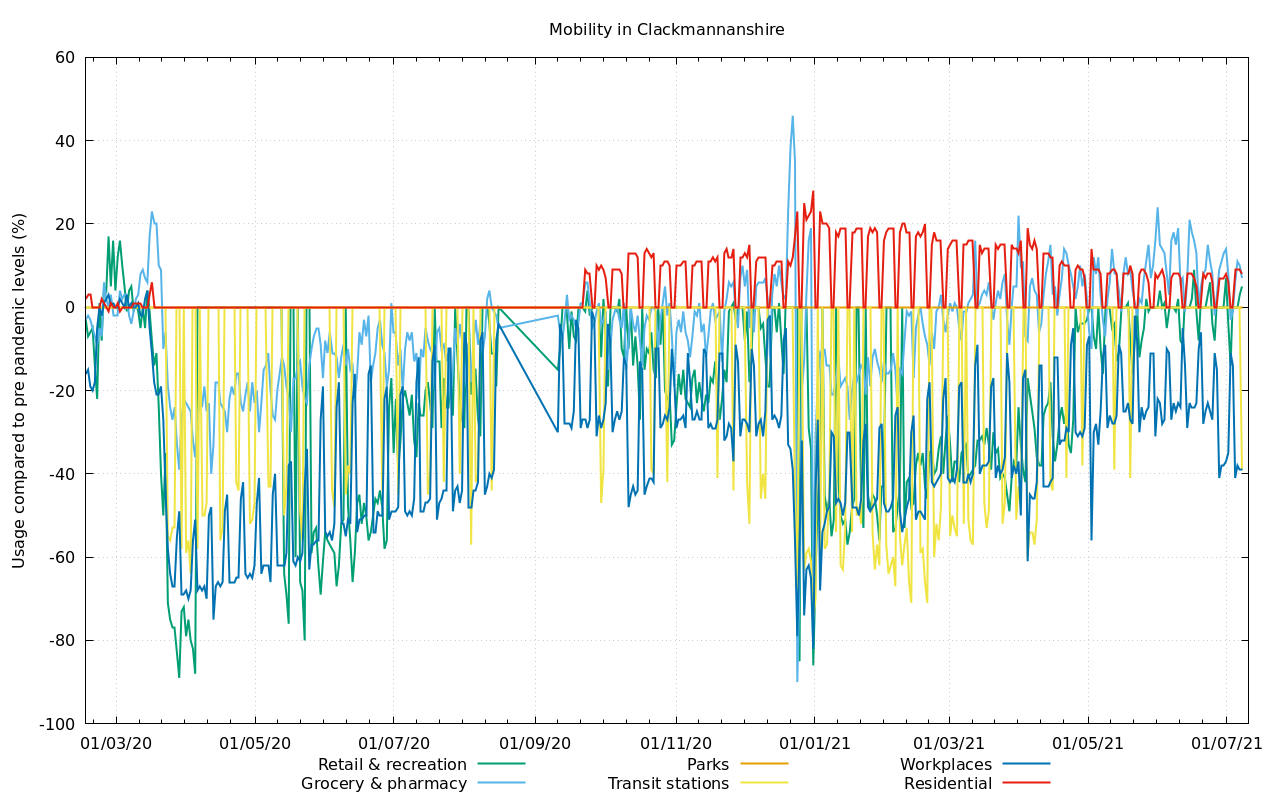 Mobility in Clackmannanshire
Usage compared to pre pandemic levels (%)
60
40
20
0
-20
-40
-60
-80
-100
01/03/20 01/05/20 01/07/20 01/09/20 01/11/20 01/01/21 01/03/21 01/05/21 01/07/21
Retail & recreation Parks Workplaces
Grocery & pharmacy Transit stations Residential